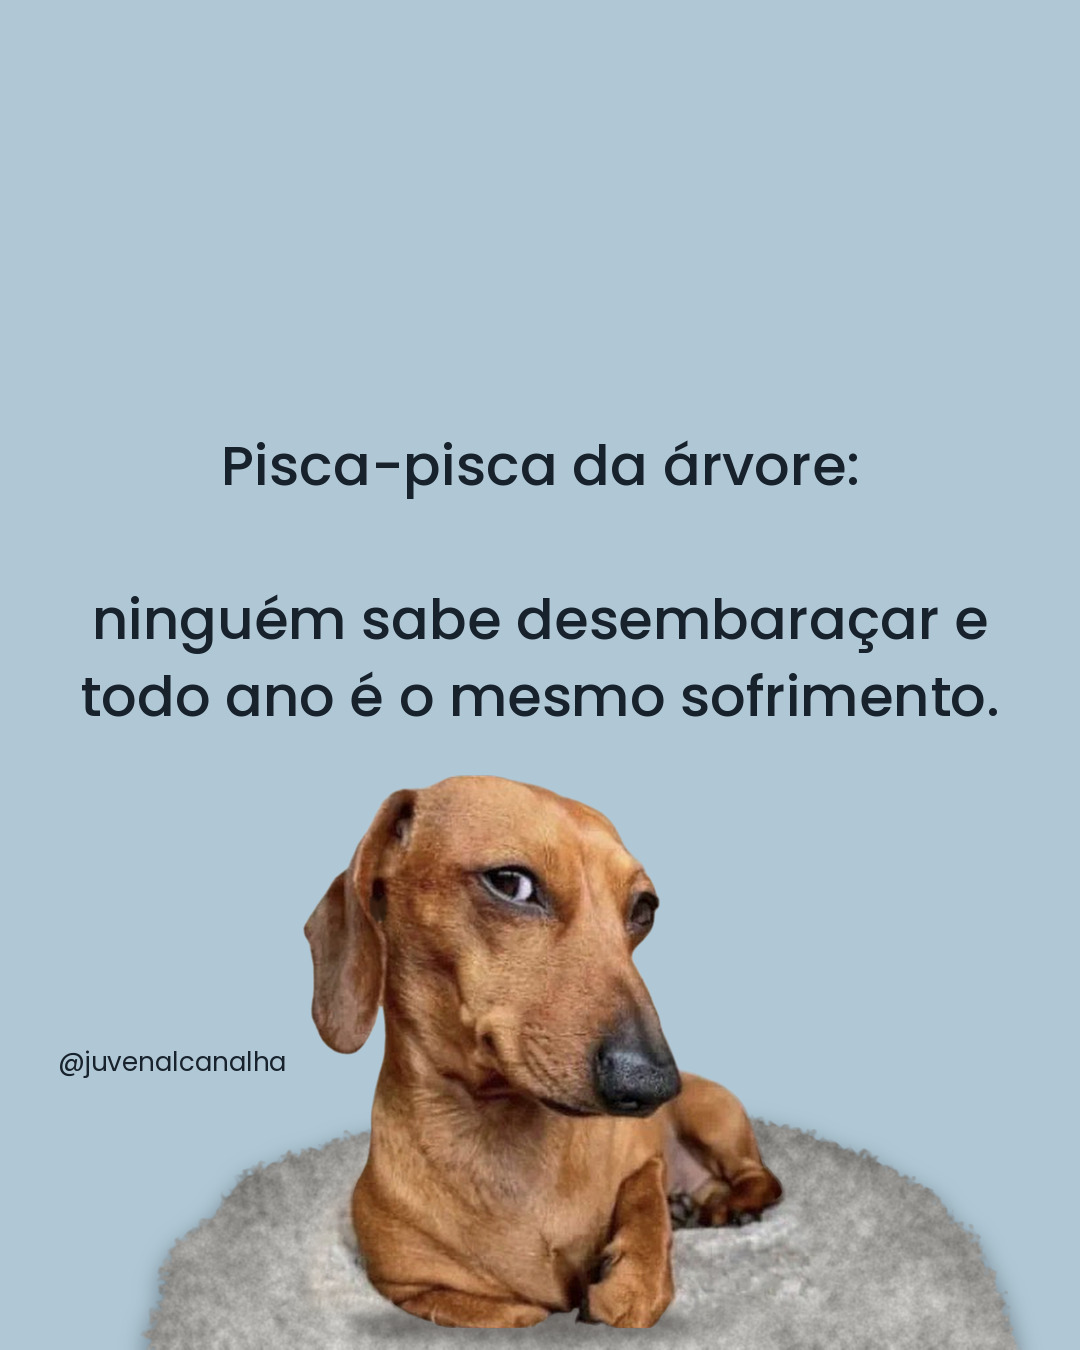 Pisca-pisca da árvore:
ninguém sabe desembaraçar e
todo ano é o mesmo sofrimento.
@juvenalcanalha